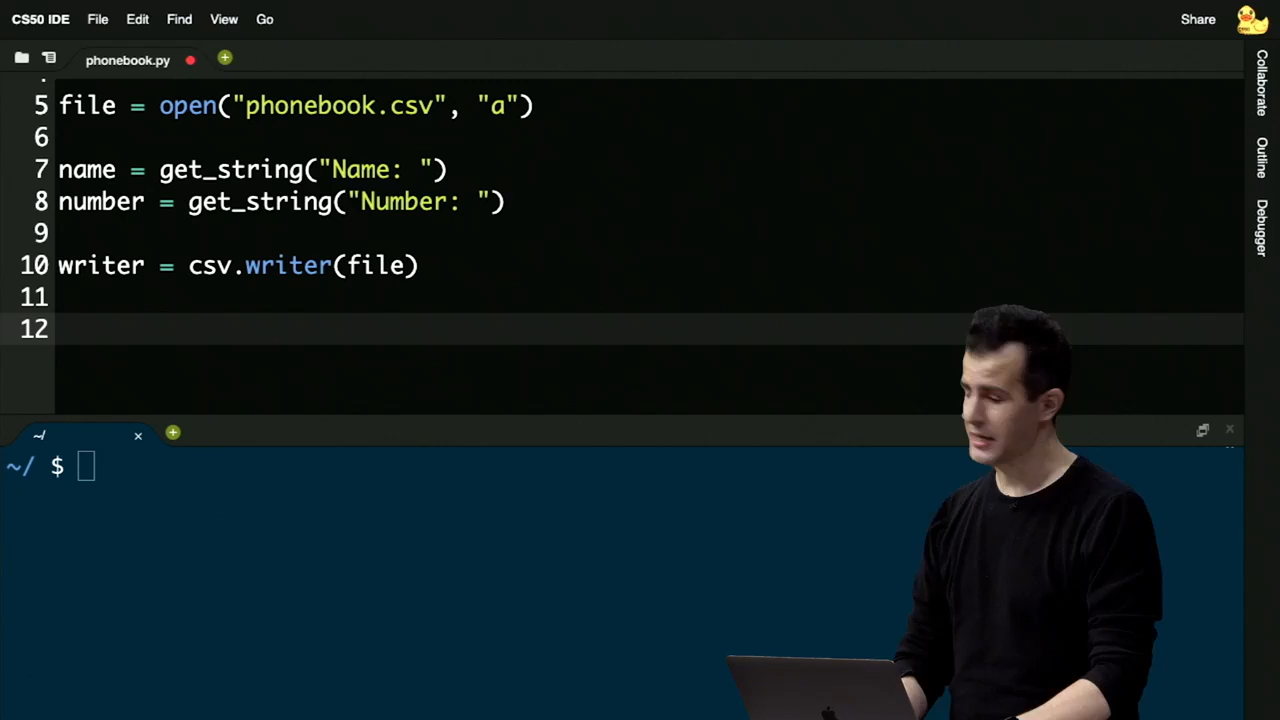 CS50 IDE File Edit Find View Go Share
phonebook.py
5 file = open("phonebook.csv", "a")
6
7 name = get_string("Name: ")
8 number = get_string("Number: ")
9
10 writer = csv.writer(file)
11
12
Collaborate
Outline
Debugger
~/
~/ $